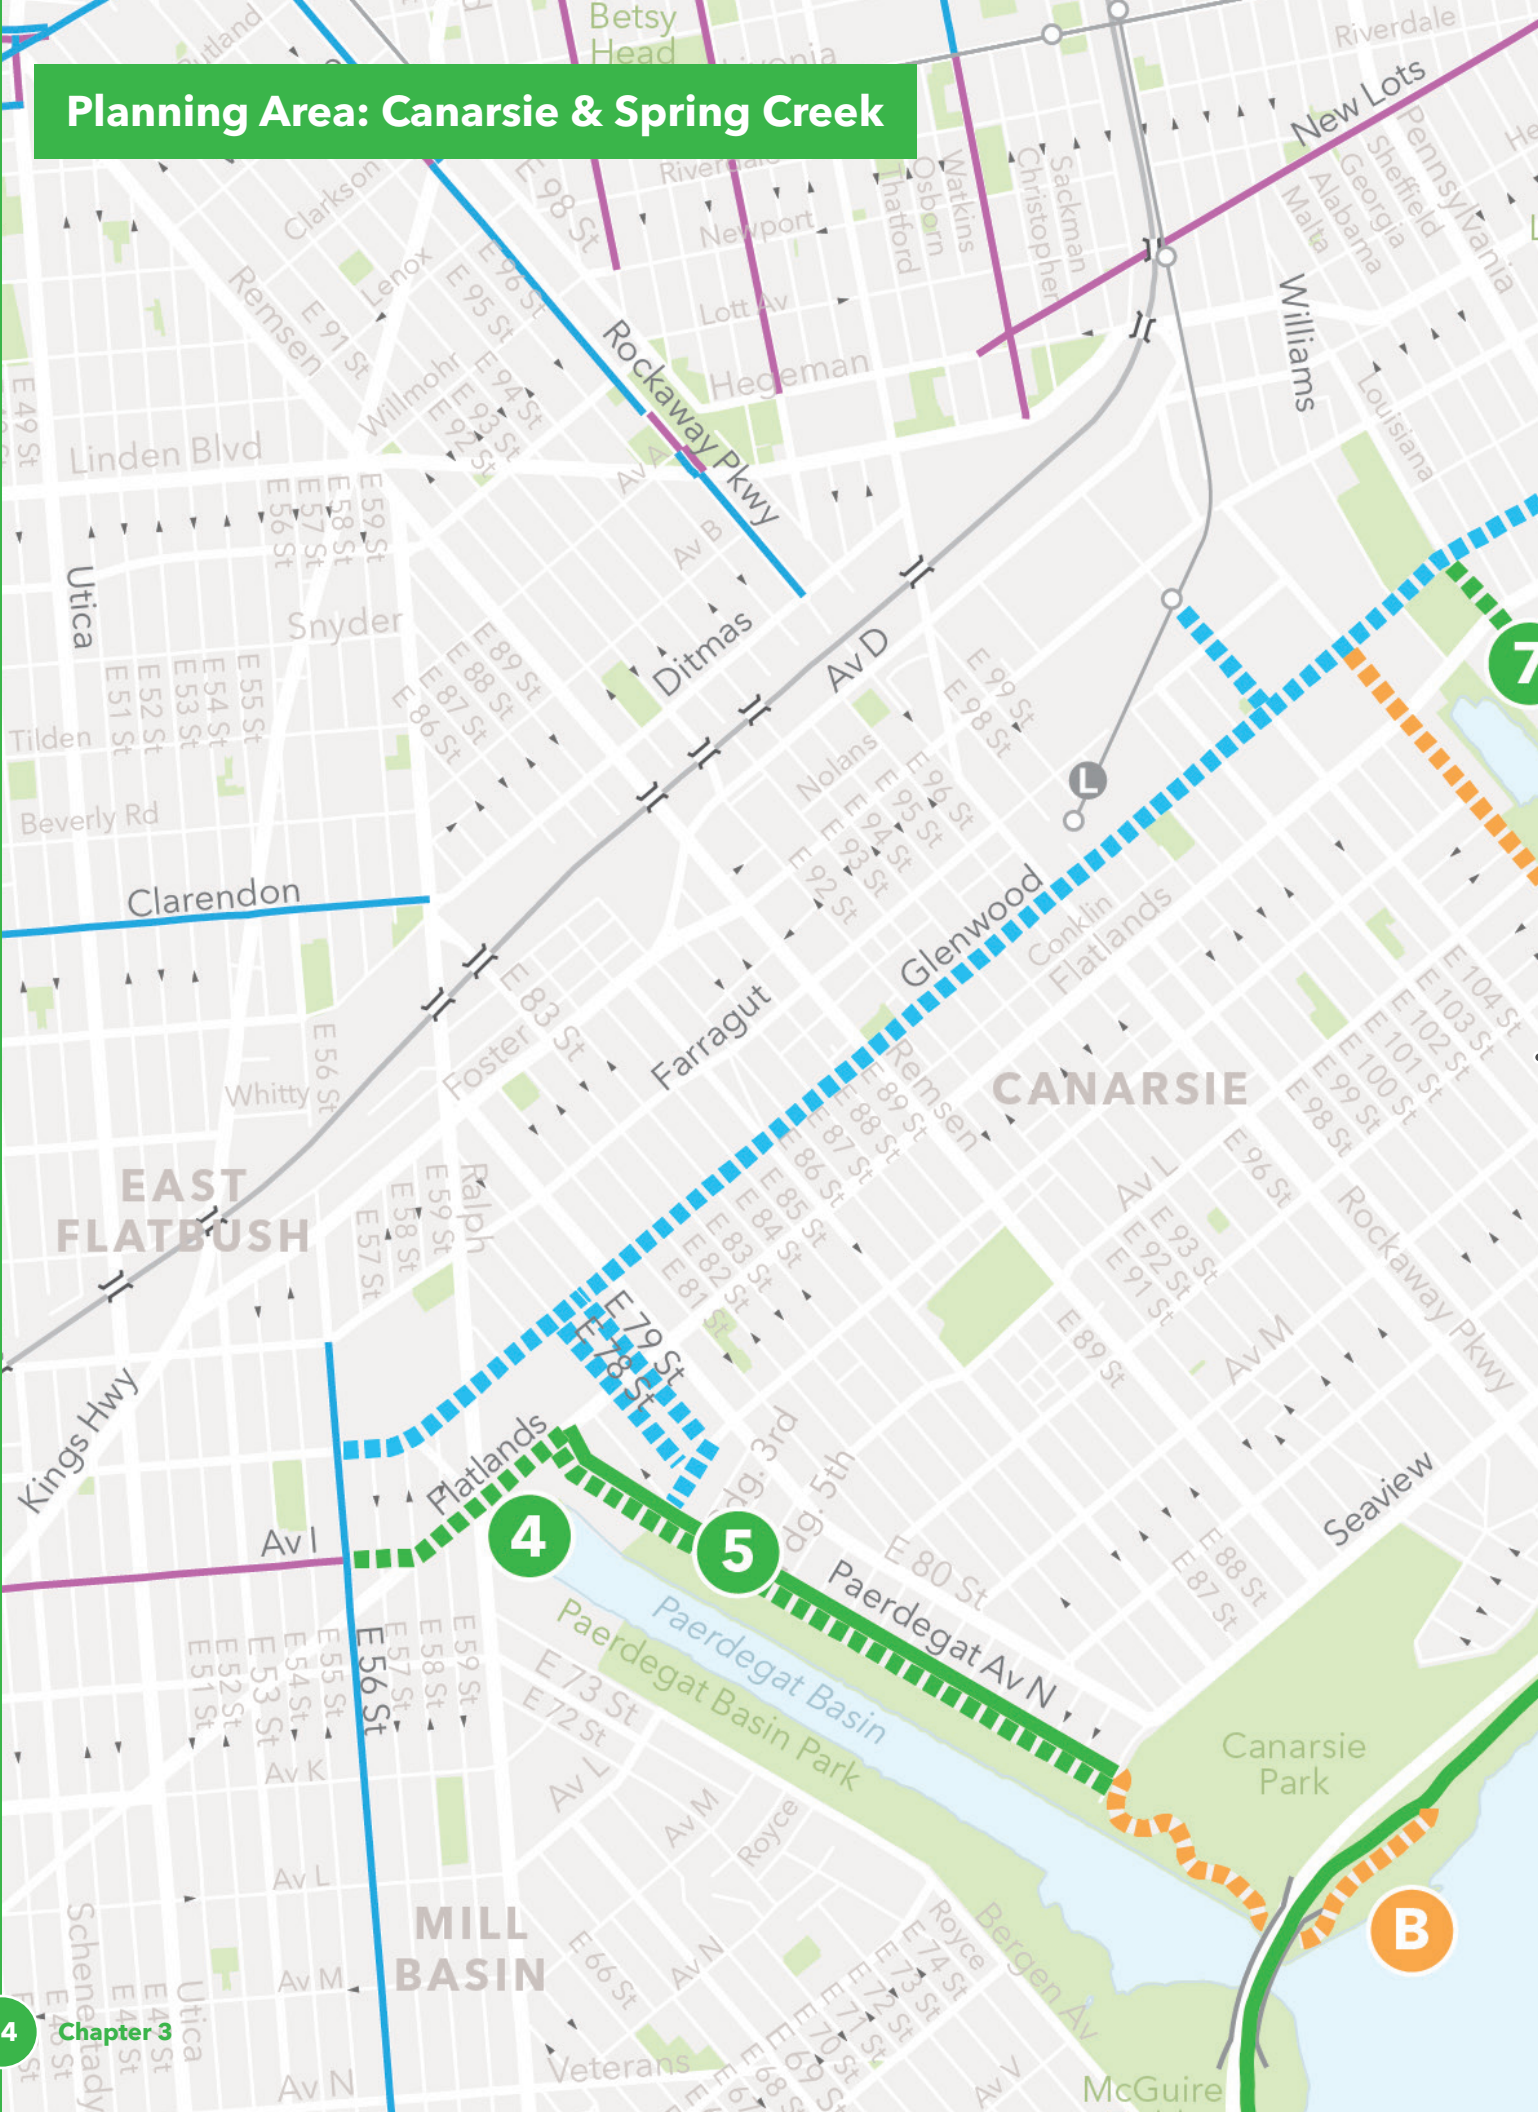 Betsy
Head
Livonia
Riverdale
Rutland
Planning Area: Canarsie & Spring Creek
New Lots
Pennsylvania
Sheffield
Georgia
Alabama
Malta
Clarkson
E 98 St
Riverdale
Newport
Thatford
Osborn
Watkins
Christopher
Sackman
Lenox
Remsen
E 91 St
E 96 St
E 95 St
Lott Av
Williams
Rockaway Pkwy
Hegeman
Willmohr
E 94 St
E 93 St
E 92 St
Louisiana
E 49 St
Linden Blvd
Av A
Av B
E 56 St
E 57 St
E 58 St
E 59 St
Utica
Snyder
Ditmas
Av D
E 89 St
E 88 St
E 87 St
E 86 St
E 51 St
E 52 St
E 53 St
E 54 St
E 55 St
E 99 St
E 98 St
7
Tilden
Nolans
E 96 St
E 95 St
E 94 St
E 93 St
E 92 St
L
Beverly Rd
Clarendon
Glenwood
Conklin
Flatlands
E 83 St
Farragut
Foster
E 104 St
E 103 St
E 102 St
E 101 St
E 100 St
E 99 St
E 98 St
E 56 St
Whitty
Remsen
CANARSIE
E 89 St
E 88 St
E 87 St
E 86 St
E 85 St
E 84 St
E 83 St
E 82 St
E 81 St
EAST
FLATBUSH
E 57 St
E 58 St
E 59 St
Ralph
Av L
E 96 St
E 93 St
E 92 St
E 91 St
Rockaway Pkwy
E 79 St
E 78 St
E 89 St
Av M
Kings Hwy
Flatlands
dg. 3rd
dg. 5th
Seaview
Av I
4
5
E 80 St
E 88 St
E 87 St
Paerdegat Av N
Paerdegat Basin
Paerdegat Basin Park
E 51 St
E 52 St
E 53 St
E 54 St
E 55 St
E 56 St
E 57 St
E 58 St
E 59 St
E 73 St
E 72 St
Av K
Av L
Av M
Royce
Canarsie
Park
Av L
MILL
BASIN
E 66 St
Av N
Royce
Bergen Av
E 74 St
E 73 St
E 72 St
E 71 St
E 70 St
E 69 St
E 68 St
E 67
B
Schenectady
Utica
Av M
4
Chapter 3
Av N
Veterans
Av V
McGuire